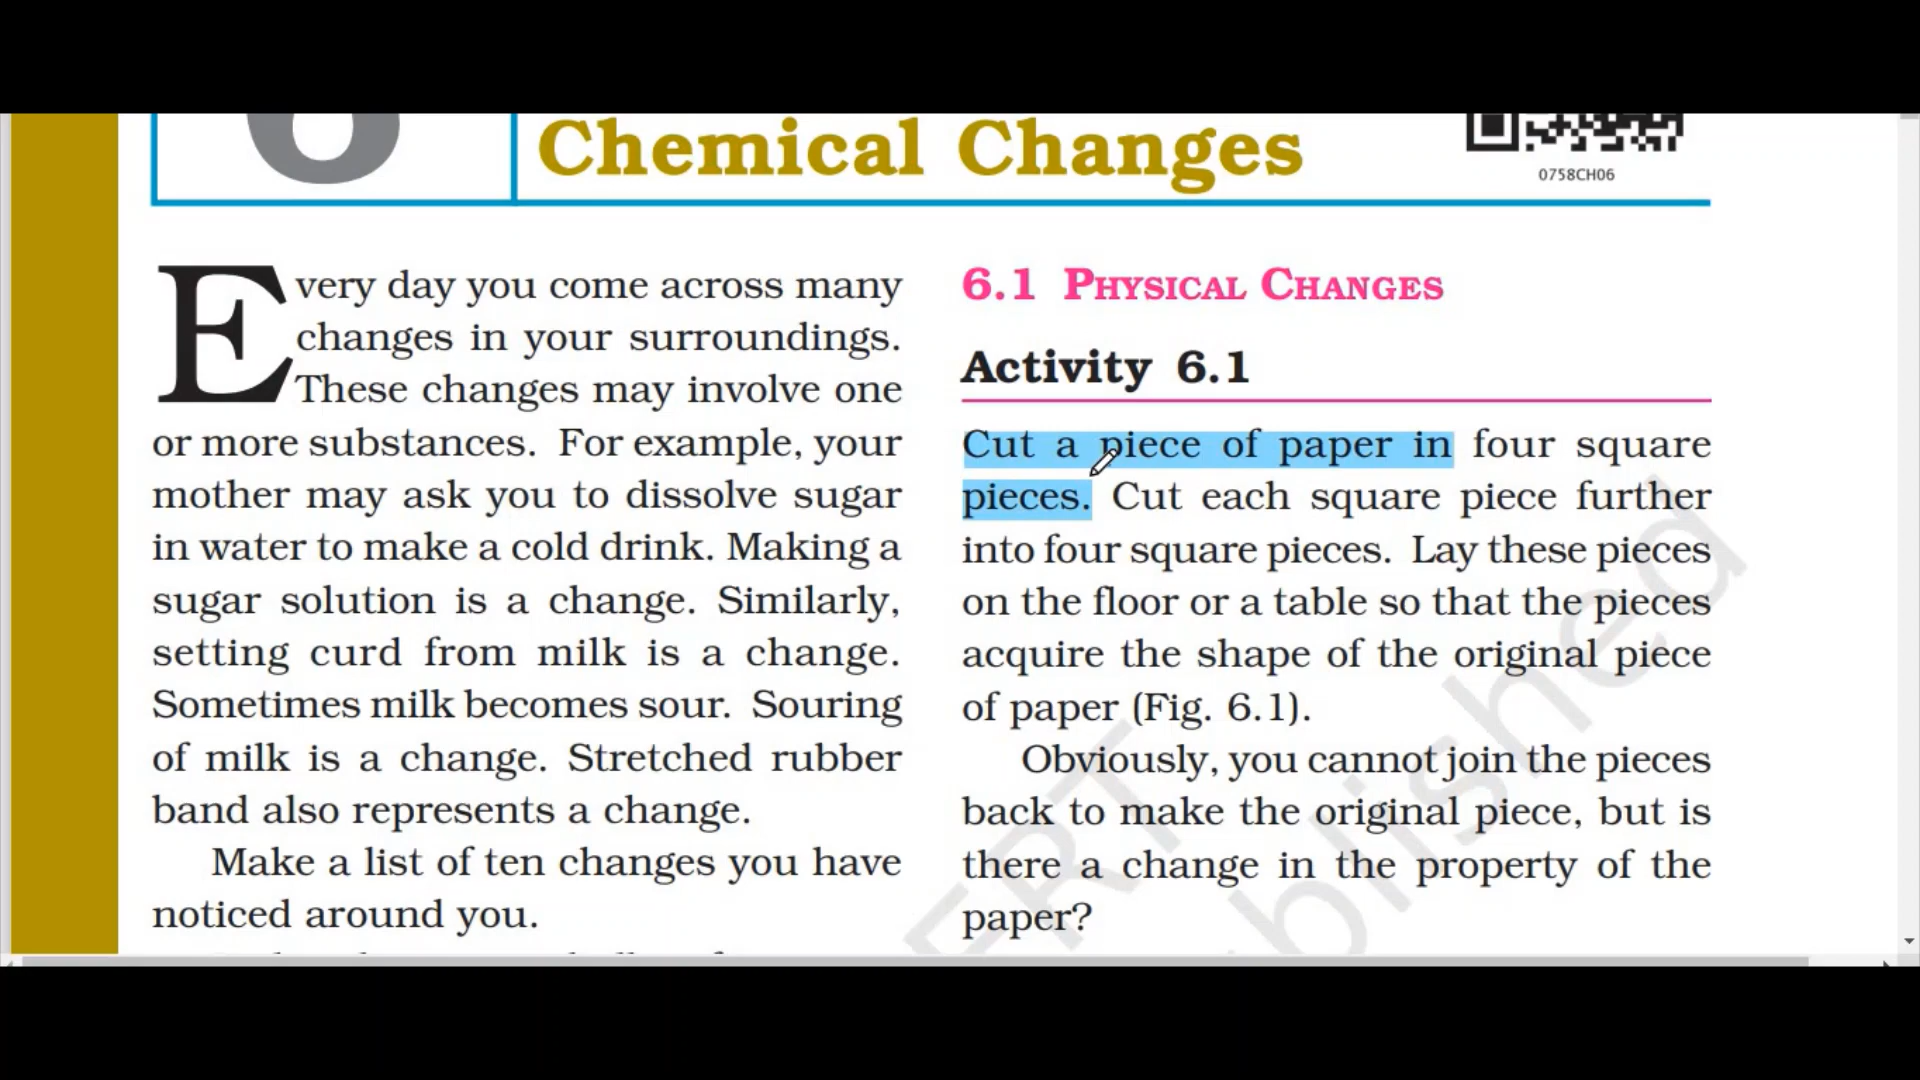 6
Chemical Changes
0758CH06
Every day you come across many
changes in your surroundings.
These changes may involve one
or more substances. For example, your
mother may ask you to dissolve sugar
in water to make a cold drink. Making a
sugar solution is a change. Similarly,
setting curd from milk is a change.
Sometimes milk becomes sour. Souring
of milk is a change. Stretched rubber
band also represents a change.
Make a list of ten changes you have
noticed around you.
6.1 PHYSICAL CHANGES
Activity 6.1
Cut a piece of paper in four square
pieces. Cut each square piece further
into four square pieces. Lay these pieces
on the floor or a table so that the pieces
acquire the shape of the original piece
of paper (Fig. 6.1).
Obviously, you cannot join the pieces
back to make the original piece, but is
there a change in the property of the
paper?